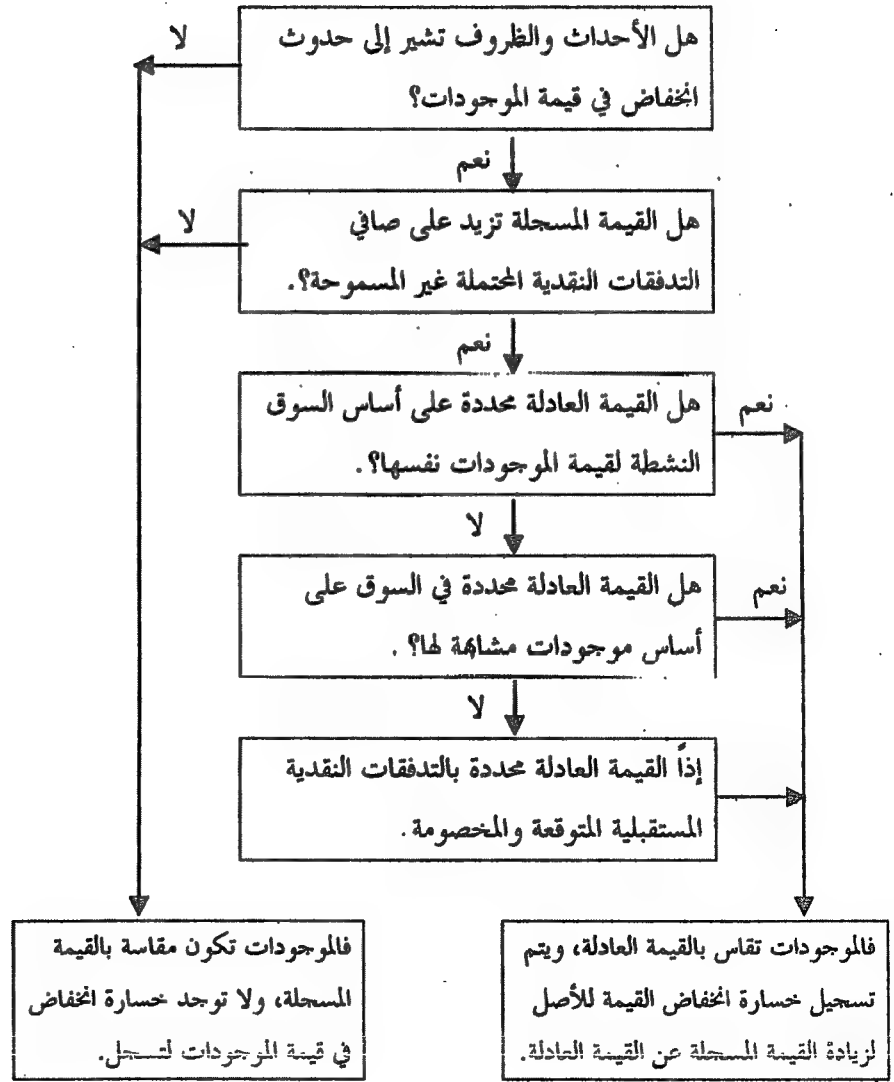 هل الأحداث والظروف تشير إلى حدوث
انخفاض في قيمة الموجودات؟
لا
نعم
هل القيمة المسجلة تزيد على صافي
التدفقات النقدية المحتملة غير المسموحة؟.
لا
نعم
هل القيمة العادلة محددة على أساس السوق
النشطة لقيمة الموجودات نفسها؟.
نعم
لا
هل القيمة العادلة محددة في السوق على
أساس موجودات مشابهة لها؟.
نعم
لا
إذاً القيمة العادلة محددة بالتدفقات النقدية
المستقبلية المتوقعة والمخصومة.
فالموجودات تقاس بالقيمة العادلة، ويتم
تسجيل خسارة انخفاض القيمة للأصل
لزيادة القيمة المسجلة عن القيمة العادلة.
فالموجودات تكون مقاسة بالقيمة
المسجلة، ولا توجد خسارة انخفاض
في قيمة الموجودات لتسجل.